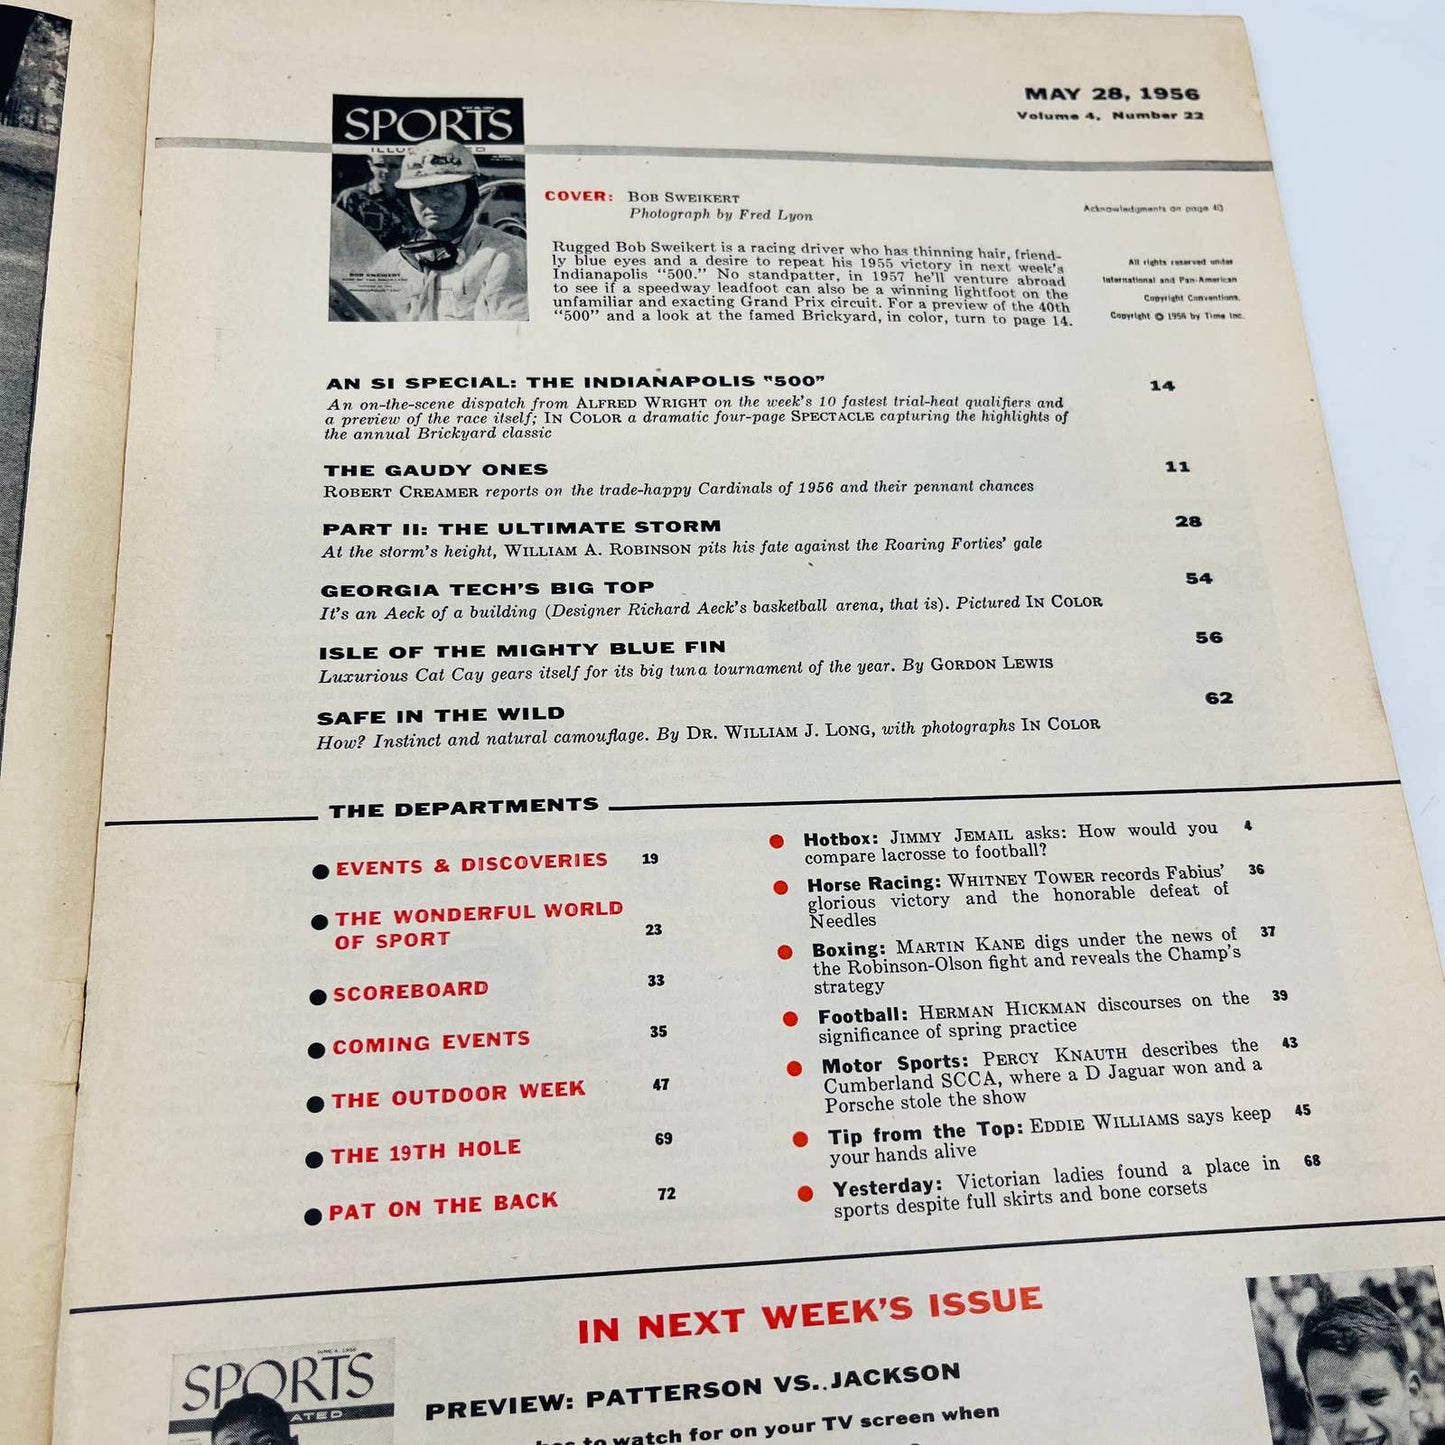 MAY 28, 1956
Volume 4, Number 22
SPORTS
COVER: BOB SWEIKERT
Photograph by Fred Lyon
Rugged Bob Sweikert is a racing driver who has thinning hair, friend-
ly blue eyes and a desire to repeat his 1955 victory in next week's
Indianapolis "500." No standpatter, in 1957 he'll venture abroad
to see if a speedway leadfoot can also be a winning lightfoot on the
unfamiliar and exacting Grand Prix circuit. For a preview of the 40th
"500" and a look at the famed Brickyard, in color, turn to page 14.
Acknowledgments on page 40
All rights reserved under
International and Pan-American
Copyright Conventions.
Copyright © 1956 by Time Inc.
AN SI SPECIAL: THE INDIANAPOLIS "500" 14
An on-the-scene dispatch from ALFRED WRIGHT on the week's 10 fastest trial-heat qualifiers and
a preview of the race itself; IN COLOR a dramatic four-page SPECTACLE capturing the highlights of
the annual Brickyard classic
THE GAUDY ONES 11
ROBERT CREAMER reports on the trade-happy Cardinals of 1956 and their pennant chances
PART II: THE ULTIMATE STORM 28
At the storm's height, WILLIAM A. ROBINSON pits his fate against the Roaring Forties' gale
GEORGIA TECH'S BIG TOP 54
It's an Aeck of a building (Designer Richard Aeck's basketball arena, that is). Pictured IN COLOR
ISLE OF THE MIGHTY BLUE FIN 56
Luxurious Cat Cay gears itself for its big tuna tournament of the year. By GORDON LEWIS
SAFE IN THE WILD 62
How? Instinct and natural camouflage. By DR. WILLIAM J. LONG, with photographs IN COLOR
THE DEPARTMENTS
EVENTS & DISCOVERIES 19
THE WONDERFUL WORLD
OF SPORT 23
SCOREBOARD 33
COMING EVENTS 35
THE OUTDOOR WEEK 47
THE 19TH HOLE 69
PAT ON THE BACK 72
Hotbox: JIMMY JEMAIL asks: How would you 4
compare lacrosse to football?
Horse Racing: WHITNEY TOWER records Fabius' 36
glorious victory and the honorable defeat of
Needles
Boxing: MARTIN KANE digs under the news of 37
the Robinson-Olson fight and reveals the Champ's
strategy
Football: HERMAN HICKMAN discourses on the 39
significance of spring practice
Motor Sports: PERCY KNAUTH describes the 43
Cumberland SCCA, where a D Jaguar won and a
Porsche stole the show
Tip from the Top: EDDIE WILLIAMS says keep 45
your hands alive
Yesterday: Victorian ladies found a place in 68
sports despite full skirts and bone corsets
IN NEXT WEEK'S ISSUE
SPORTS
PREVIEW: PATTERSON VS. JACKSON
to watch for on your TV screen when